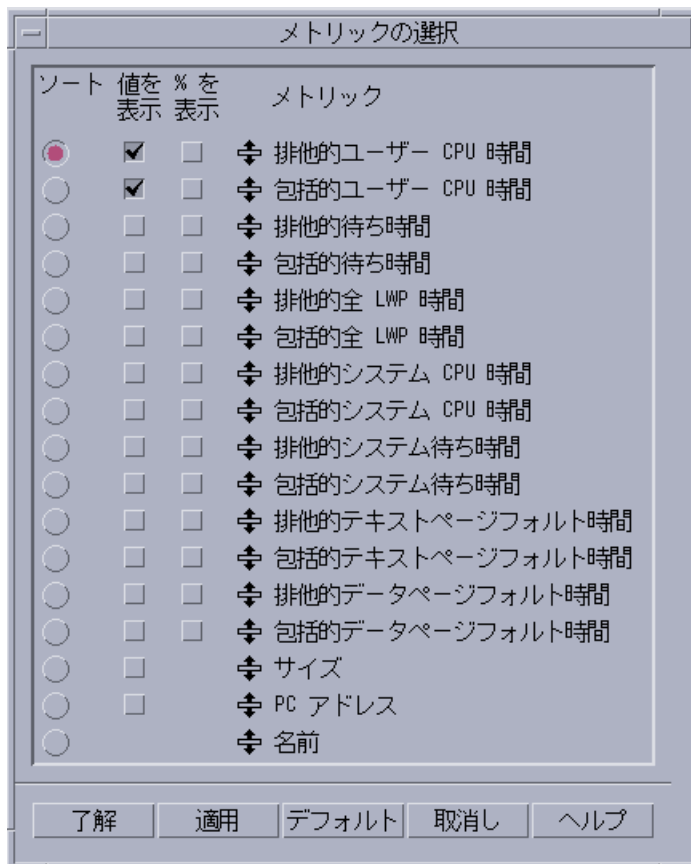 メトリックの選択
ソート 値を表示 % を表示 メトリック
排他的ユーザー CPU 時間
包括的ユーザー CPU 時間
排他的待ち時間
包括的待ち時間
排他的全 LWP 時間
包括的全 LWP 時間
排他的システム CPU 時間
包括的システム CPU 時間
排他的システム待ち時間
包括的システム待ち時間
排他的テキストページフォルト時間
包括的テキストページフォルト時間
排他的データページフォルト時間
包括的データページフォルト時間
サイズ
PC アドレス
名前
了解 適用 デフォルト 取消し ヘルプ